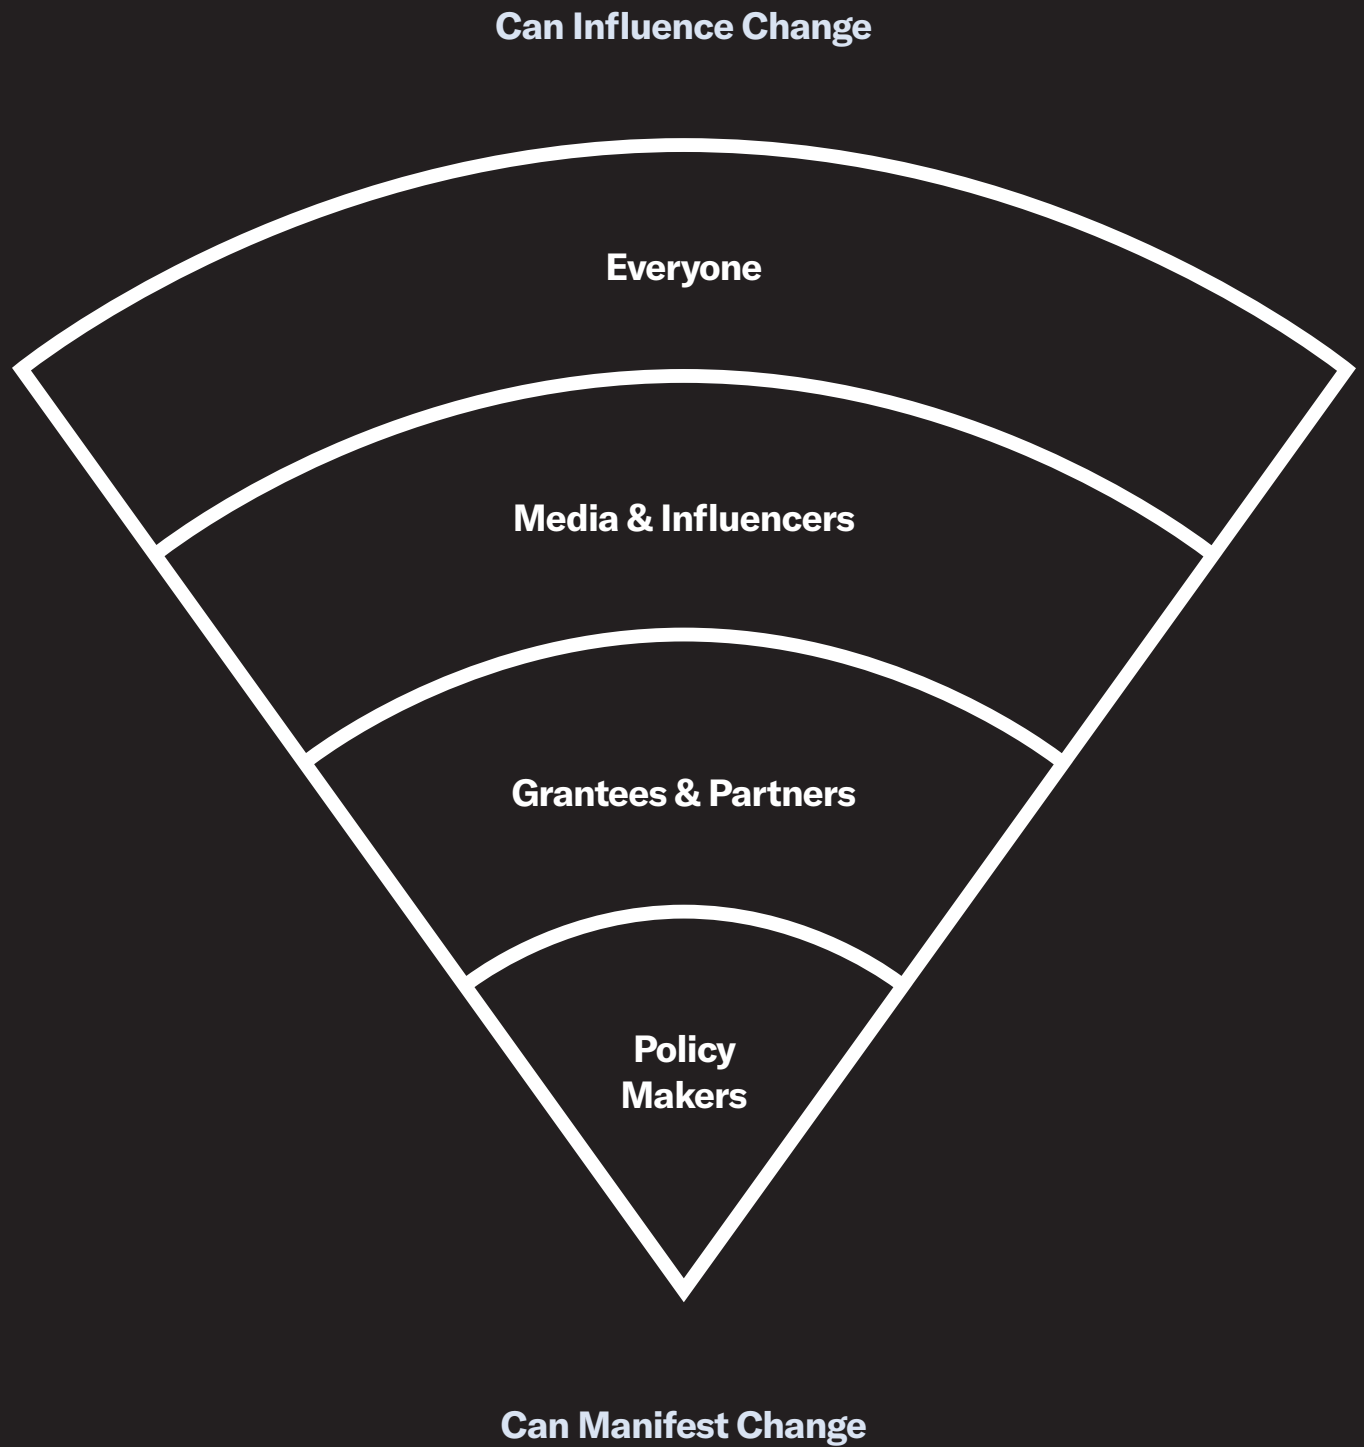 Can Influence Change
Everyone
Media & Influencers
Grantees & Partners
Policy
Makers
Can Manifest Change